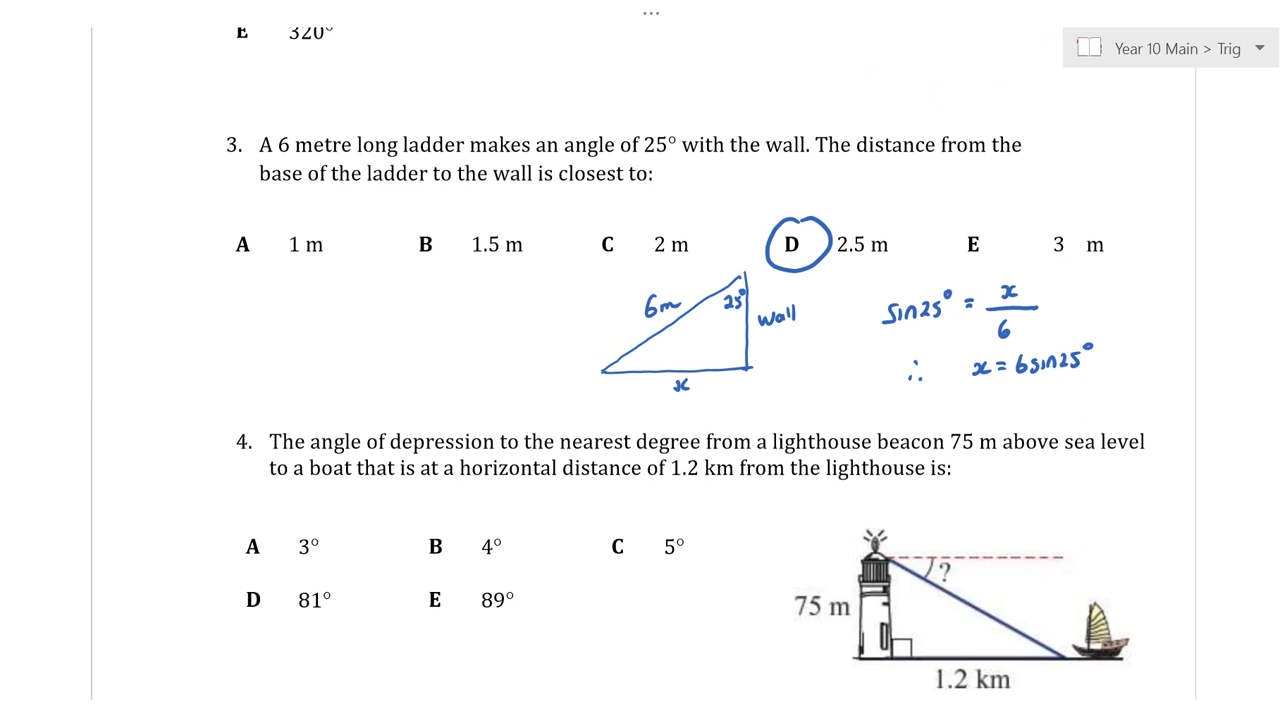 ...
E 320°
Year 10 Main > Trig
3. A 6 metre long ladder makes an angle of 25° with the wall. The distance from the
base of the ladder to the wall is closest to:
A 1 m B 1.5 m C 2 m D 2.5 m E 3 m
6m 25° wall
x
sin25° = x/6
∴ x = 6sin25°
4. The angle of depression to the nearest degree from a lighthouse beacon 75 m above sea level
to a boat that is at a horizontal distance of 1.2 km from the lighthouse is:
A 3° B 4° C 5°
D 81° E 89°
?
75 m
1.2 km